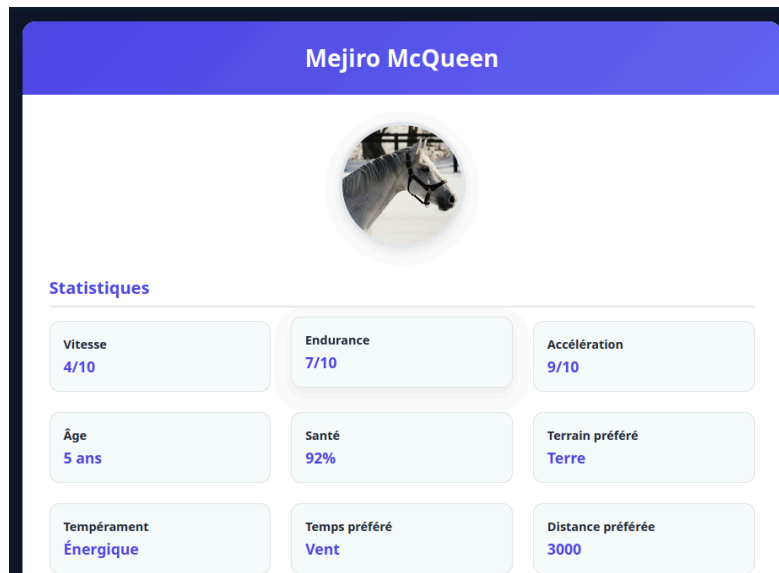 Mejiro McQueen
Statistiques
Vitesse
4/10
Endurance
7/10
Accélération
9/10
Âge
5 ans
Santé
92%
Terrain préféré
Terre
Tempérament
Énergique
Temps préféré
Vent
Distance préférée
3000